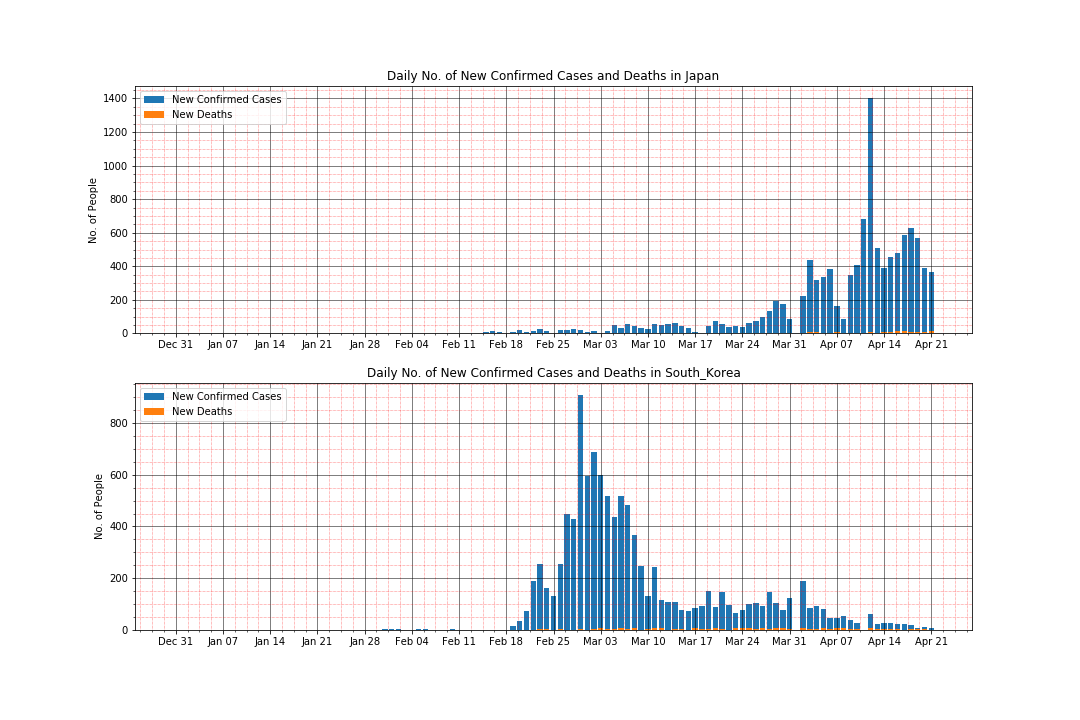 Daily No. of New Confirmed Cases and Deaths in Japan
New Confirmed Cases
New Deaths
No. of People
1400
1200
1000
800
600
400
200
0
Dec 31 Jan 07 Jan 14 Jan 21 Jan 28 Feb 04 Feb 11 Feb 18 Feb 25 Mar 03 Mar 10 Mar 17 Mar 24 Mar 31 Apr 07 Apr 14 Apr 21
Daily No. of New Confirmed Cases and Deaths in South_Korea
New Confirmed Cases
New Deaths
No. of People
800
600
400
200
0
Dec 31 Jan 07 Jan 14 Jan 21 Jan 28 Feb 04 Feb 11 Feb 18 Feb 25 Mar 03 Mar 10 Mar 17 Mar 24 Mar 31 Apr 07 Apr 14 Apr 21